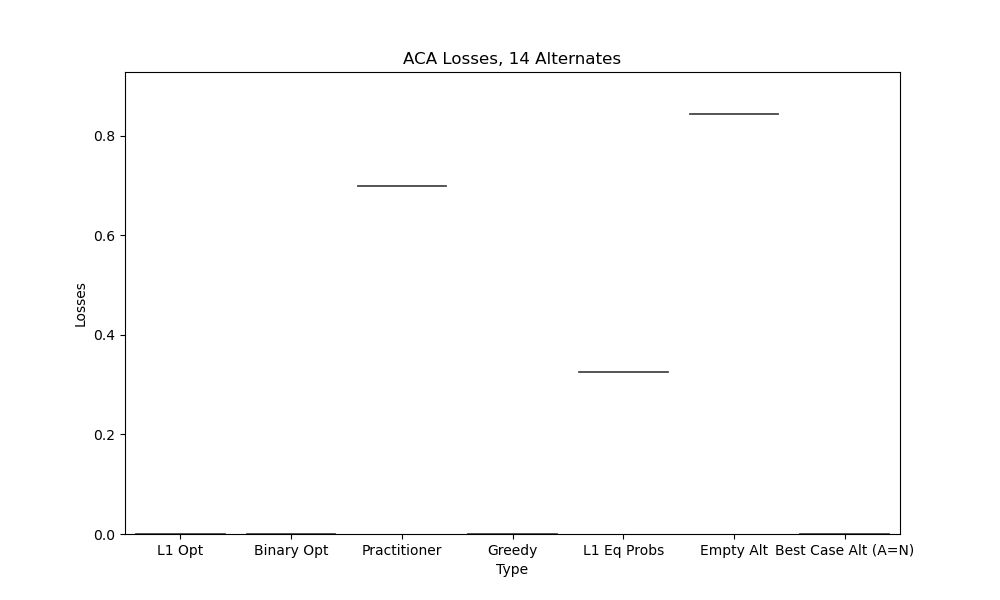 ACA Losses, 14 Alternates
Losses
0.8
0.6
0.4
0.2
0.0
L1 Opt
Binary Opt
Practitioner
Greedy
L1 Eq Probs
Empty Alt
Best Case Alt (A=N)
Type